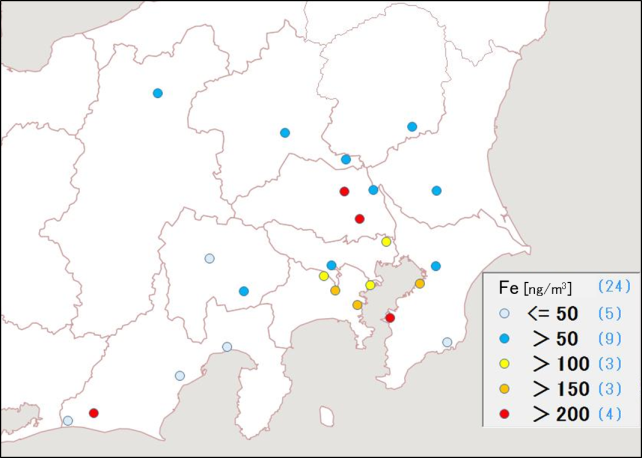 Fe [ng/m³] (24)
<= 50 (5)
＞ 50 (9)
＞ 100 (3)
＞ 150 (3)
＞ 200 (4)